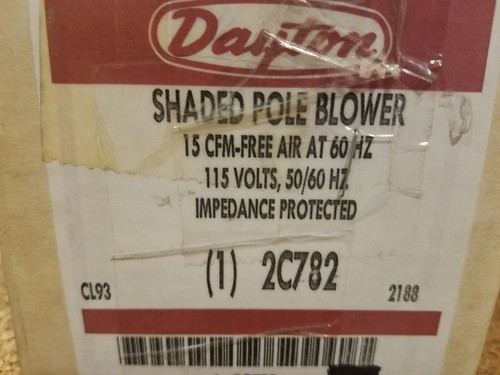 Dayton
SHADED POLE BLOWER
15 CFM-FREE AIR AT 60 HZ
115 VOLTS, 50/60 HZ
IMPEDANCE PROTECTED
(1) 2C782
CL93 2188